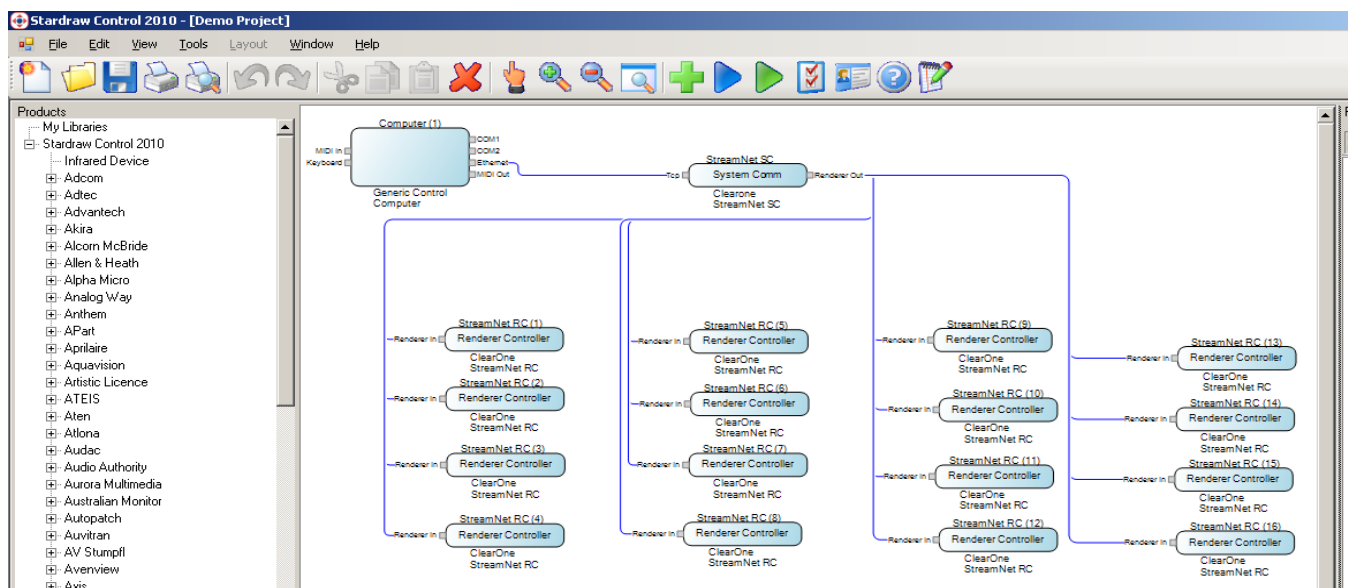 Stardraw Control 2010 - [Demo Project]
File Edit View Tools Layout Window Help
Products
My Libraries
Stardraw Control 2010
Infrared Device
Adcom
Adtec
Advantech
Akira
Alcorn McBride
Allen & Heath
Alpha Micro
Analog Way
Anthem
APart
Aprilaire
Aquavision
Artistic Licence
ATEIS
Aten
Atlona
Audac
Audio Authority
Aurora Multimedia
Australian Monitor
Autopatch
Auvitran
AV Stumpfl
Avenview
Axis
Computer (1)
MIDI In
Keyboard
COM1
COM2
Ethernet
MIDI Out
Generic Control
Computer
StreamNet SC
Tcp System Comm Renderer Out
Clearone
StreamNet SC
StreamNet RC (1)
Renderer In Renderer Controller
ClearOne
StreamNet RC
StreamNet RC (2)
Renderer In Renderer Controller
ClearOne
StreamNet RC
StreamNet RC (3)
Renderer In Renderer Controller
ClearOne
StreamNet RC
StreamNet RC (4)
Renderer In Renderer Controller
ClearOne
StreamNet RC
StreamNet RC (5)
Renderer In Renderer Controller
ClearOne
StreamNet RC
StreamNet RC (6)
Renderer In Renderer Controller
ClearOne
StreamNet RC
StreamNet RC (7)
Renderer In Renderer Controller
ClearOne
StreamNet RC
StreamNet RC (8)
Renderer In Renderer Controller
ClearOne
StreamNet RC
StreamNet RC (9)
Renderer In Renderer Controller
ClearOne
StreamNet RC
StreamNet RC (10)
Renderer In Renderer Controller
ClearOne
StreamNet RC
StreamNet RC (11)
Renderer In Renderer Controller
ClearOne
StreamNet RC
StreamNet RC (12)
Renderer In Renderer Controller
ClearOne
StreamNet RC
StreamNet RC (13)
Renderer In Renderer Controller
ClearOne
StreamNet RC
StreamNet RC (14)
Renderer In Renderer Controller
ClearOne
StreamNet RC
StreamNet RC (15)
Renderer In Renderer Controller
ClearOne
StreamNet RC
StreamNet RC (16)
Renderer In Renderer Controller
ClearOne
StreamNet RC